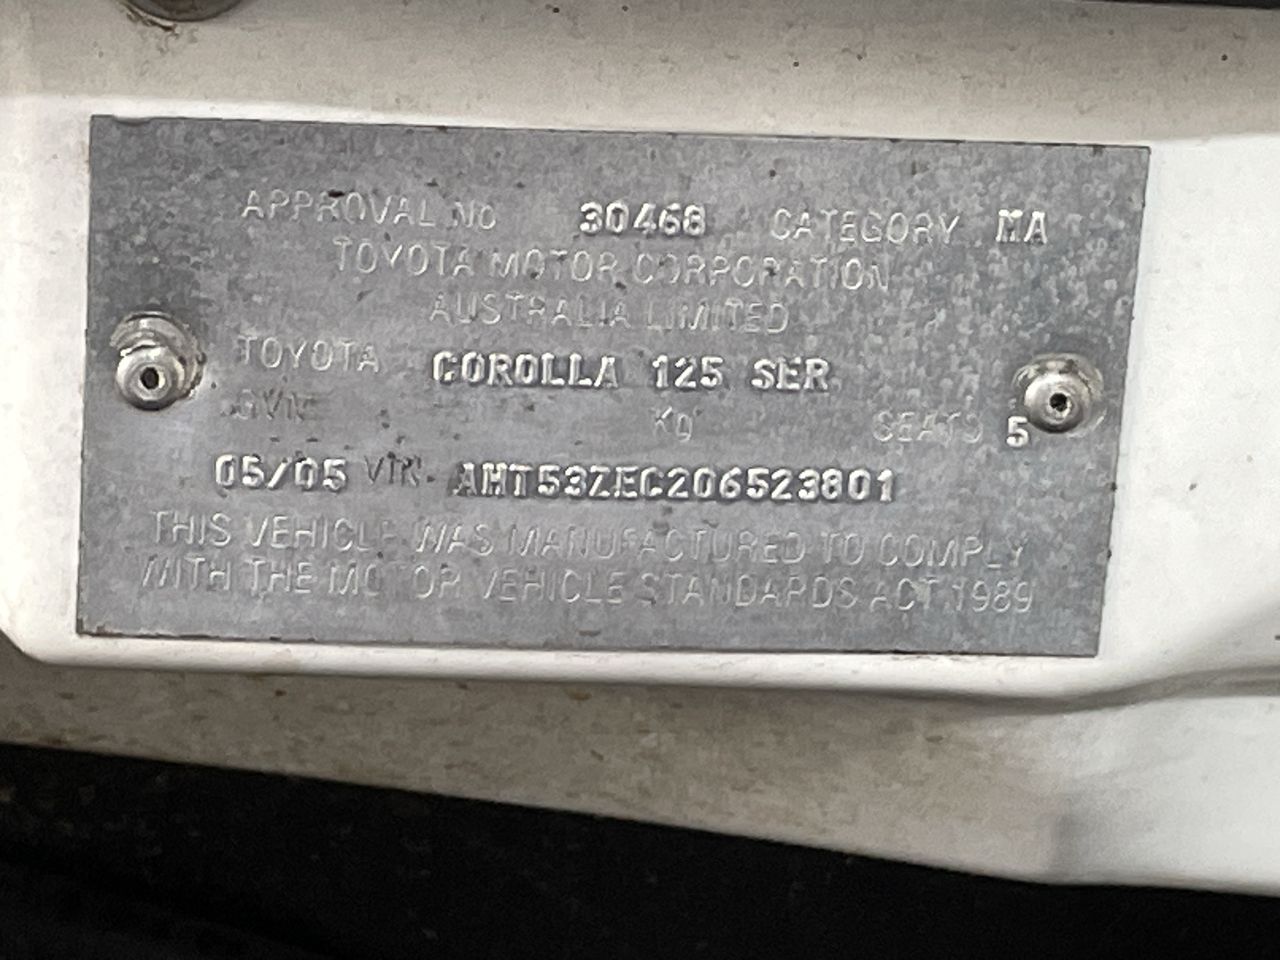 APPROVAL NO 30468 CATEGORY MA
TOYOTA MOTOR CORPORATION
AUSTRALIA LIMITED
TOYOTA COROLLA 125 SER
GVM Kg SEATS 5
05/05 VIN. AHT53ZEC206523801
THIS VEHICLE WAS MANUFACTURED TO COMPLY
WITH THE MOTOR VEHICLE STANDARDS ACT 1989